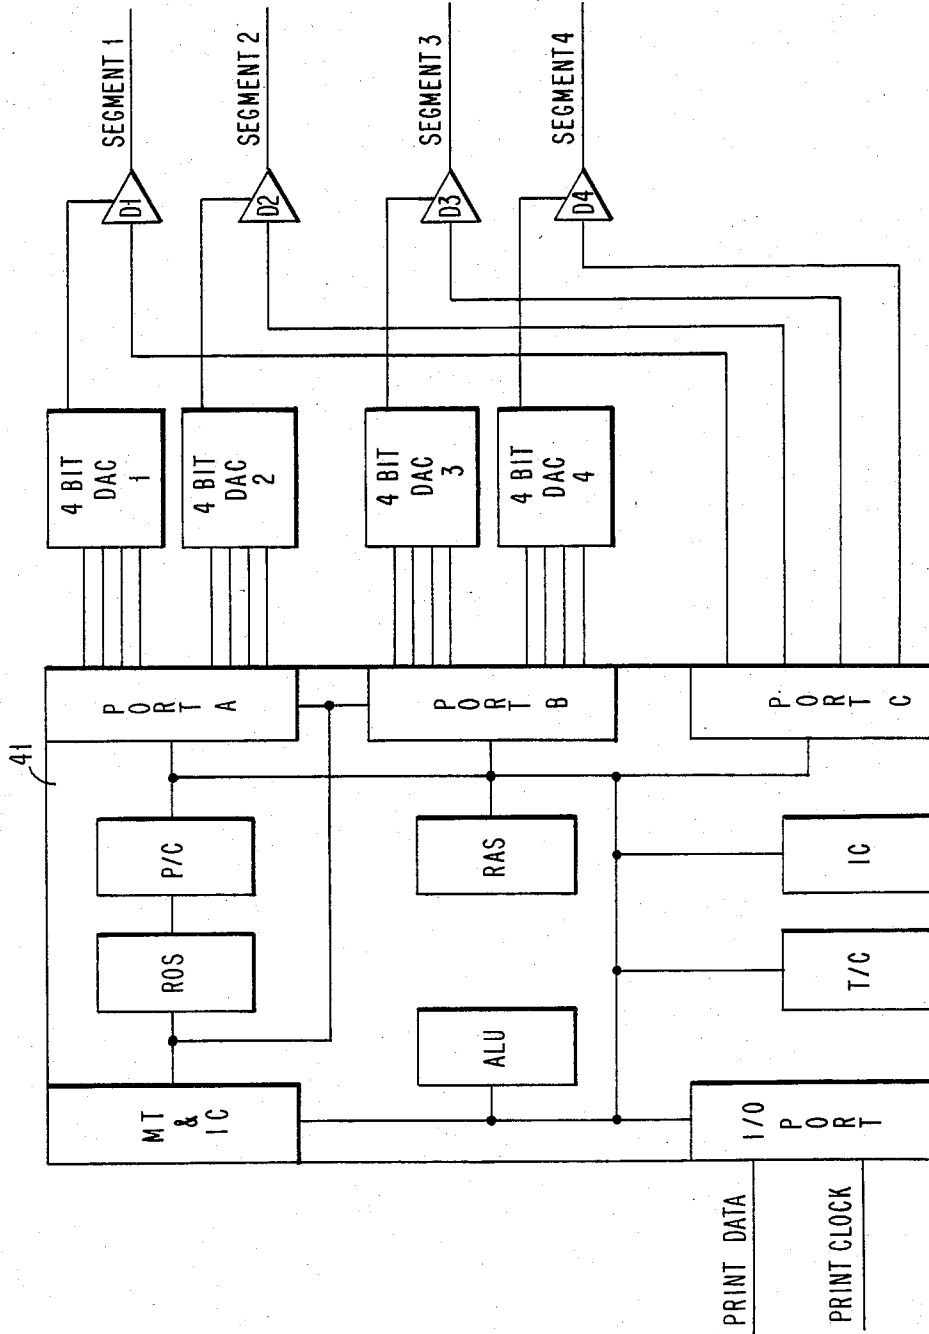 41
MT
&
IC
ROS
P/C
PORT A
4 BIT
DAC
1
D1
SEGMENT 1
4 BIT
DAC
2
D2
SEGMENT 2
ALU
RAS
PORT B
4 BIT
DAC
3
D3
SEGMENT 3
4 BIT
DAC
4
D4
SEGMENT 4
PRINT DATA
PRINT CLOCK
I/O
PORT
T/C
IC
PORT C